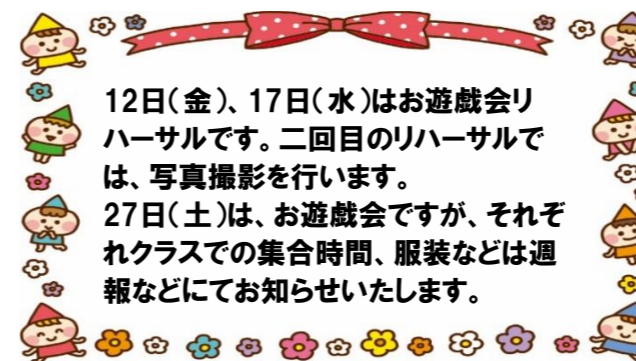 12日(金)、17日(水)はお遊戯会リ
ハーサルです。二回目のリハーサルで
は、写真撮影を行います。
27日(土)は、お遊戯会ですが、それぞ
れクラスでの集合時間、服装などは週
報などにてお知らせいたします。